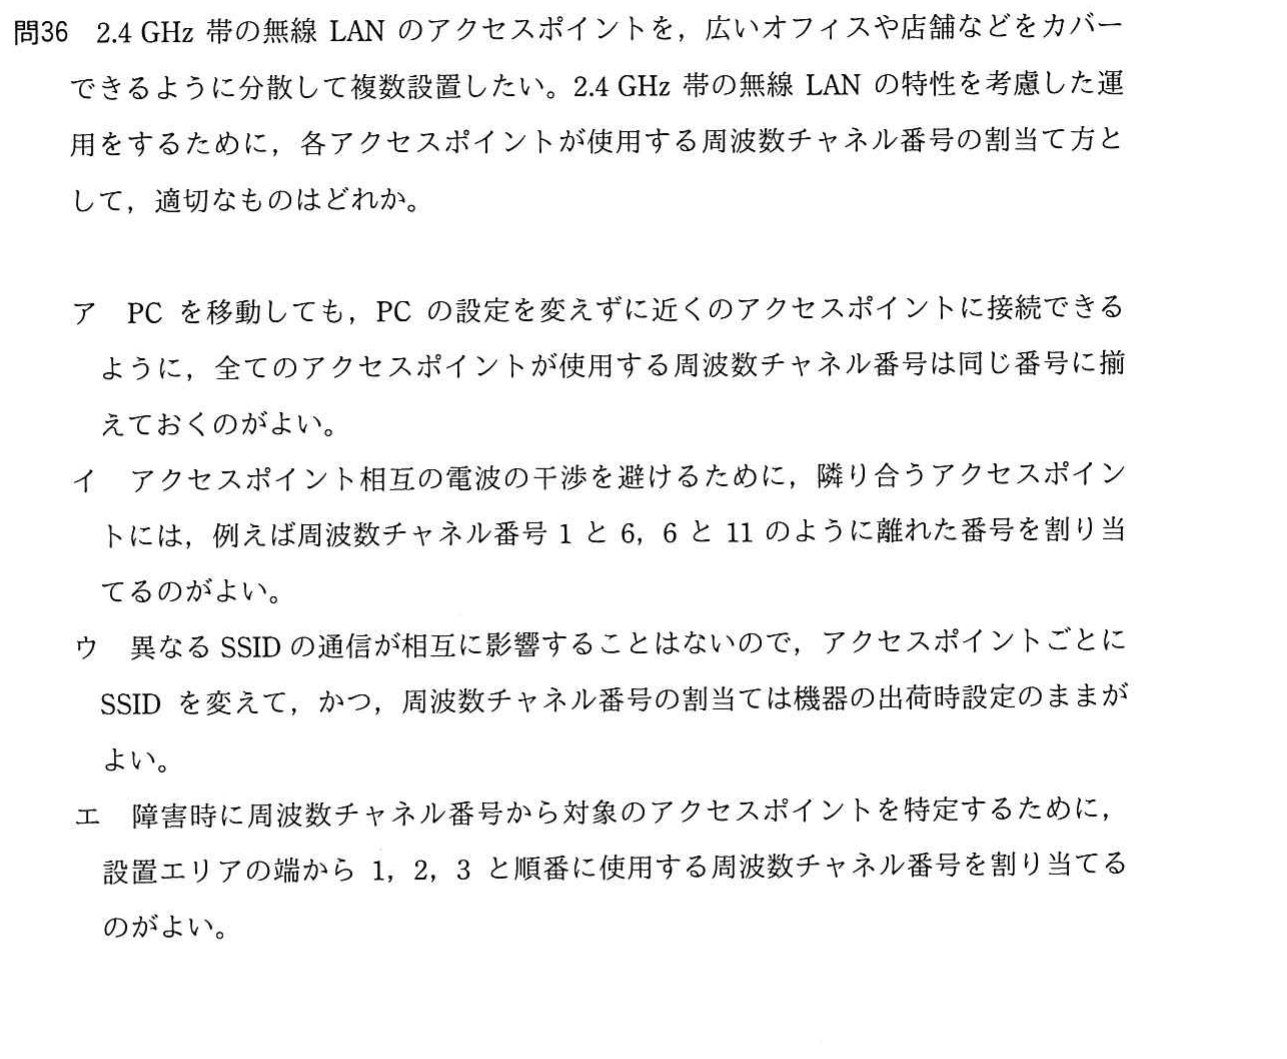 問36 2.4 GHz 帯の無線 LAN のアクセスポイントを，広いオフィスや店舗などをカバー
できるように分散して複数設置したい。2.4 GHz 帯の無線 LAN の特性を考慮した運
用をするために，各アクセスポイントが使用する周波数チャネル番号の割当て方と
して，適切なものはどれか。
ア PC を移動しても，PC の設定を変えずに近くのアクセスポイントに接続できる
ように，全てのアクセスポイントが使用する周波数チャネル番号は同じ番号に揃
えておくのがよい。
イ アクセスポイント相互の電波の干渉を避けるために，隣り合うアクセスポイン
トには，例えば周波数チャネル番号 1 と 6，6 と 11 のように離れた番号を割り当
てるのがよい。
ウ 異なる SSID の通信が相互に影響することはないので，アクセスポイントごとに
SSID を変えて，かつ，周波数チャネル番号の割当ては機器の出荷時設定のままが
よい。
エ 障害時に周波数チャネル番号から対象のアクセスポイントを特定するために，
設置エリアの端から 1，2，3 と順番に使用する周波数チャネル番号を割り当てる
のがよい。